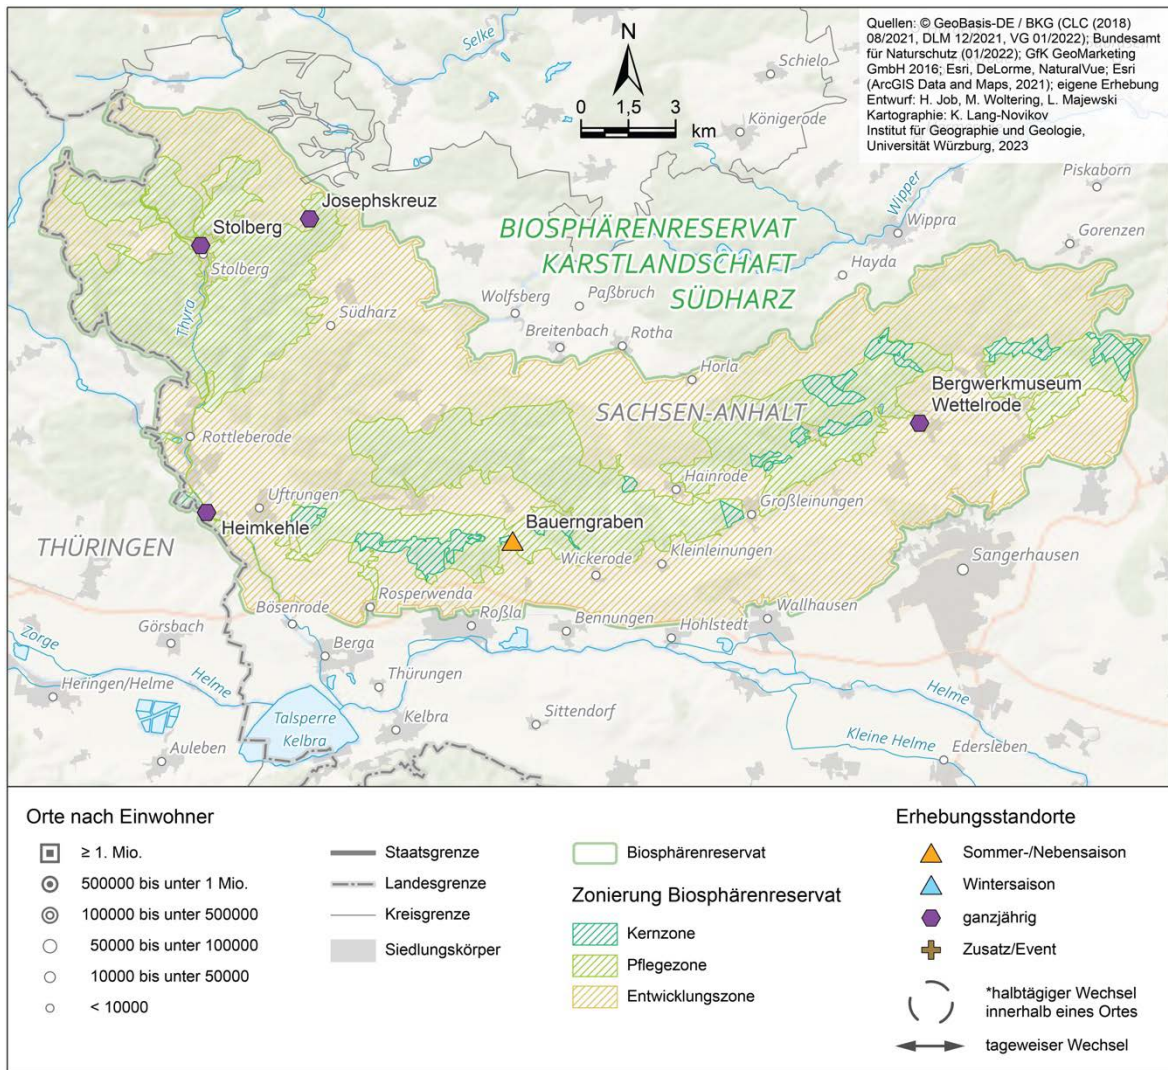 Quellen: © GeoBasis-DE / BKG (CLC (2018)
08/2021, DLM 12/2021, VG 01/2022); Bundesamt
für Naturschutz (01/2022); GfK GeoMarketing
GmbH 2016; Esri, DeLorme, NaturalVue; Esri
(ArcGIS Data and Maps, 2021); eigene Erhebung
Entwurf: H. Job, M. Woltering, L. Majewski
Kartographie: K. Lang-Novikov
Institut für Geographie und Geologie,
Universität Würzburg, 2023
Selke
N
0 1,5 3
km
Schielo
Königerode
Piskaborn
Wipper
Wippra
Gorenzen
Hayda
Josephskreuz
Stolberg
Stolberg
Thyra
Südharz
BIOSPHÄRENRESERVAT
KARSTLANDSCHAFT
SÜDHARZ
Wolfsberg
Paßbruch
Breitenbach
Rotha
Horla
SACHSEN-ANHALT
Bergwerkmuseum
Wettelrode
Rottleberode
Uftrungen
Heimkehle
THÜRINGEN
Hainrode
Großleinungen
Bauerngraben
Wickerode
Kleinleinungen
Sangerhausen
Rosperwenda
Bösenrode
Roßla
Bennungen
Hohlstedt
Wallhausen
Görsbach
Zorge
Berga
Thürungen
Heringen/Helme
Helme
Talsperre
Kelbra
Kelbra
Sittendorf
Auleben
Helme
Kleine Helme
Edersleben
Orte nach Einwohner
≥ 1. Mio.
500000 bis unter 1 Mio.
100000 bis unter 500000
50000 bis unter 100000
10000 bis unter 50000
< 10000
Staatsgrenze
Landesgrenze
Kreisgrenze
Siedlungskörper
Biosphärenreservat
Zonierung Biosphärenreservat
Kernzone
Pflegezone
Entwicklungszone
Erhebungsstandorte
Sommer-/Nebensaison
Wintersaison
ganzjährig
Zusatz/Event
*halbtägiger Wechsel
innerhalb eines Ortes
tageweiser Wechsel